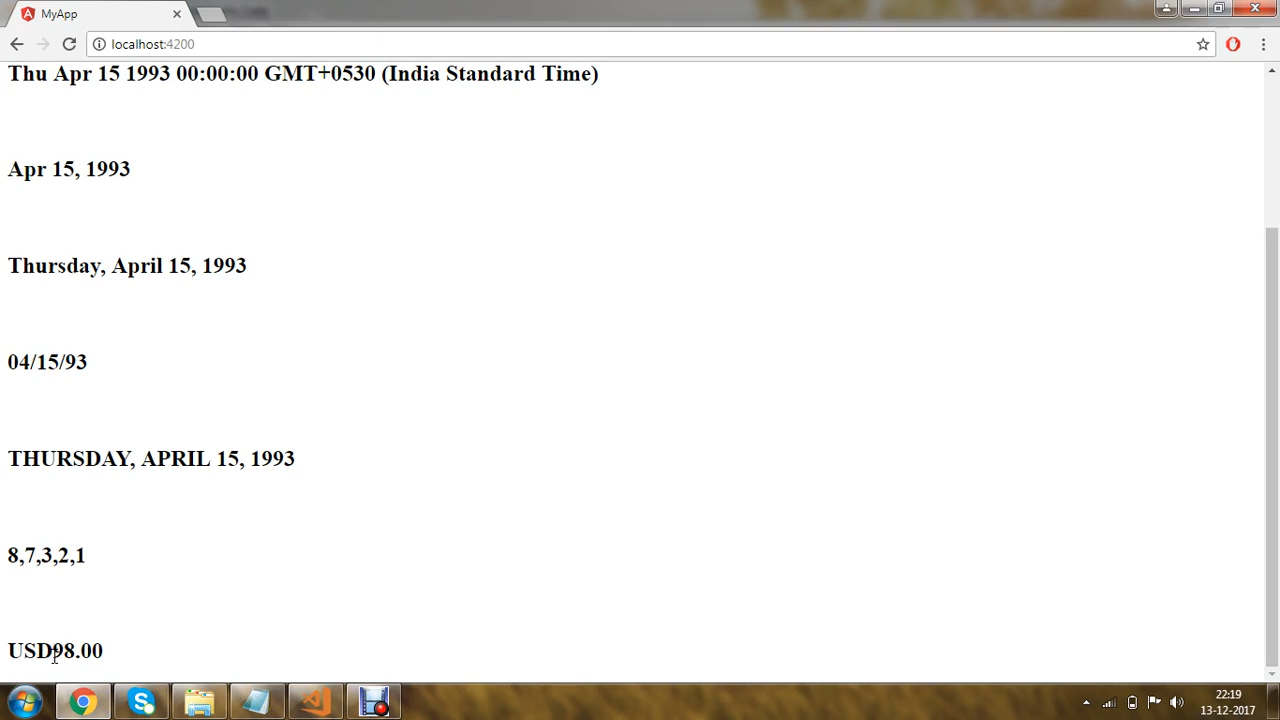 MyApp
localhost:4200
Thu Apr 15 1993 00:00:00 GMT+0530 (India Standard Time)
Apr 15, 1993
Thursday, April 15, 1993
04/15/93
THURSDAY, APRIL 15, 1993
8,7,3,2,1
USD98.00
22:19
13-12-2017